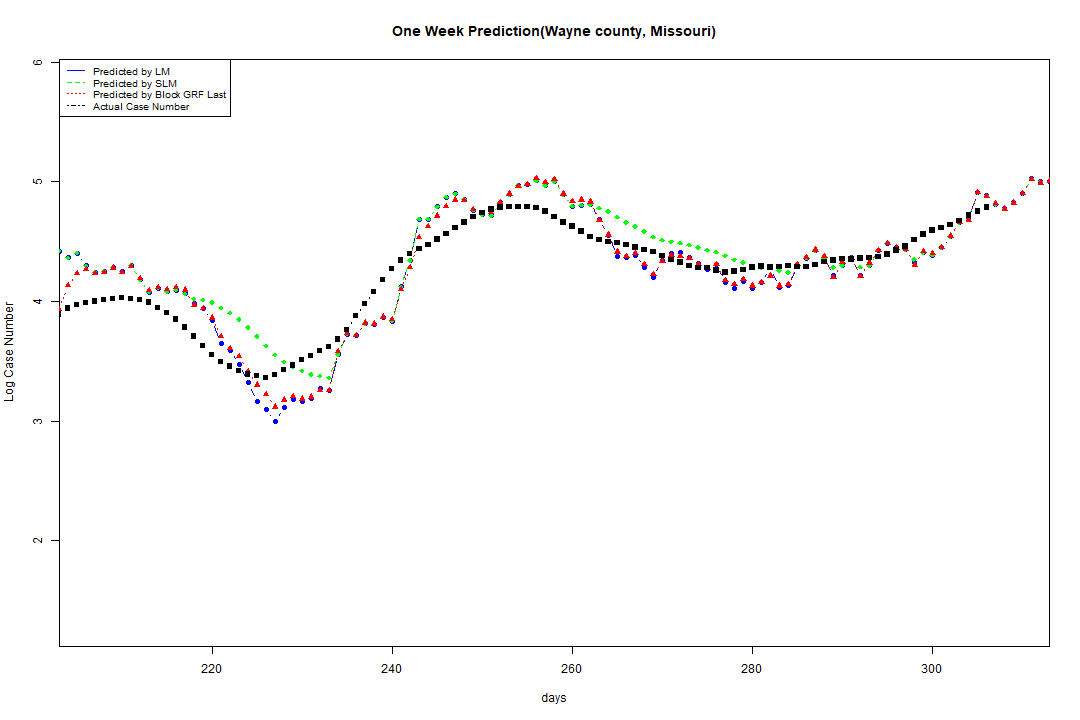 One Week Prediction(Wayne county, Missouri)
Predicted by LM
Predicted by SLM
Predicted by Block GRF Last
Actual Case Number
6
5
4
3
2
Log Case Number
220 240 260 280 300
days